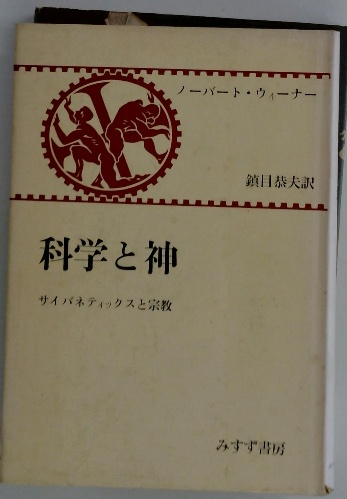 ノーバート・ウィーナー
鎮目恭夫訳
科学と神
サイバネティックスと宗教
みすず書房